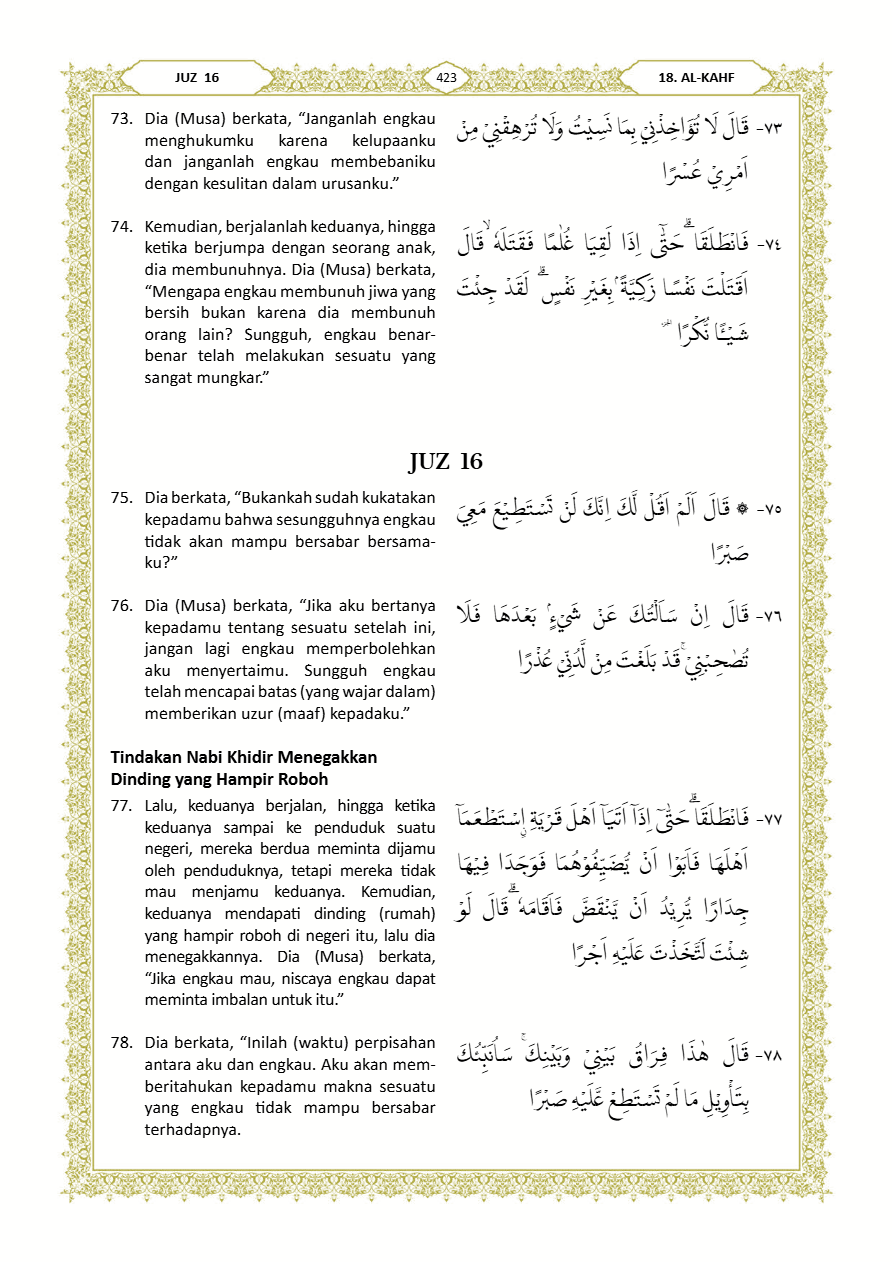 JUZ 16
423
18. AL-KAHF
73. Dia (Musa) berkata, “Janganlah engkau
menghukumku karena kelupaanku
dan janganlah engkau membebaniku
dengan kesulitan dalam urusanku.”
٧٣- قَالَ لَا تُؤَاخِذْنِيْ بِمَا نَسِيْتُ وَلَا تُرْهِقْنِيْ مِنْ
اَمْرِيْ عُسْرًا
74. Kemudian, berjalanlah keduanya, hingga
ketika berjumpa dengan seorang anak,
dia membunuhnya. Dia (Musa) berkata,
“Mengapa engkau membunuh jiwa yang
bersih bukan karena dia membunuh
orang lain? Sungguh, engkau benar-
benar telah melakukan sesuatu yang
sangat mungkar.”
٧٤- فَانْطَلَقَا ۗحَتّٰٓى اِذَا لَقِيَا غُلٰمًا فَقَتَلَهٗ ۙقَالَ
اَقَتَلْتَ نَفْسًا زَكِيَّةً ۢبِغَيْرِ نَفْسٍۗ لَقَدْ جِئْتَ
شَيْـًٔا نُّكْرًا
JUZ 16
75. Dia berkata, “Bukankah sudah kukatakan
kepadamu bahwa sesungguhnya engkau
tidak akan mampu bersabar bersama-
ku?”
٧٥- ۞ قَالَ اَلَمْ اَقُلْ لَّكَ اِنَّكَ لَنْ تَسْتَطِيْعَ مَعِيَ
صَبْرًا
76. Dia (Musa) berkata, “Jika aku bertanya
kepadamu tentang sesuatu setelah ini,
jangan lagi engkau memperbolehkan
aku menyertaimu. Sungguh engkau
telah mencapai batas (yang wajar dalam)
memberikan uzur (maaf) kepadaku.”
٧٦- قَالَ اِنْ سَاَلْتُكَ عَنْ شَيْءٍ ۢ بَعْدَهَا فَلَا
تُصٰحِبْنِيْۚ قَدْ بَلَغْتَ مِنْ لَّدُنِّيْ عُذْرًا
Tindakan Nabi Khidir Menegakkan
Dinding yang Hampir Roboh
77. Lalu, keduanya berjalan, hingga ketika
keduanya sampai ke penduduk suatu
negeri, mereka berdua meminta dijamu
oleh penduduknya, tetapi mereka tidak
mau menjamu keduanya. Kemudian,
keduanya mendapati dinding (rumah)
yang hampir roboh di negeri itu, lalu dia
menegakkannya. Dia (Musa) berkata,
“Jika engkau mau, niscaya engkau dapat
meminta imbalan untuk itu.”
٧٧- فَانْطَلَقَا ۗحَتّٰىٓ اِذَآ اَتَيَآ اَهْلَ قَرْيَةِ ۨاسْتَطْعَمَآ
اَهْلَهَا فَاَبَوْا اَنْ يُّضَيِّفُوْهُمَا فَوَجَدَا فِيْهَا
جِدَارًا يُّرِيْدُ اَنْ يَّنْقَضَّ فَاَقَامَهٗ ۗقَالَ لَوْ
شِئْتَ لَتَّخَذْتَ عَلَيْهِ اَجْرًا
78. Dia berkata, “Inilah (waktu) perpisahan
antara aku dan engkau. Aku akan mem-
beritahukan kepadamu makna sesuatu
yang engkau tidak mampu bersabar
terhadapnya.
٧٨- قَالَ هٰذَا فِرَاقُ بَيْنِيْ وَبَيْنِكَۚ سَاُنَبِّئُكَ
بِتَأْوِيْلِ مَا لَمْ تَسْتَطِعْ عَّلَيْهِ صَبْرًا